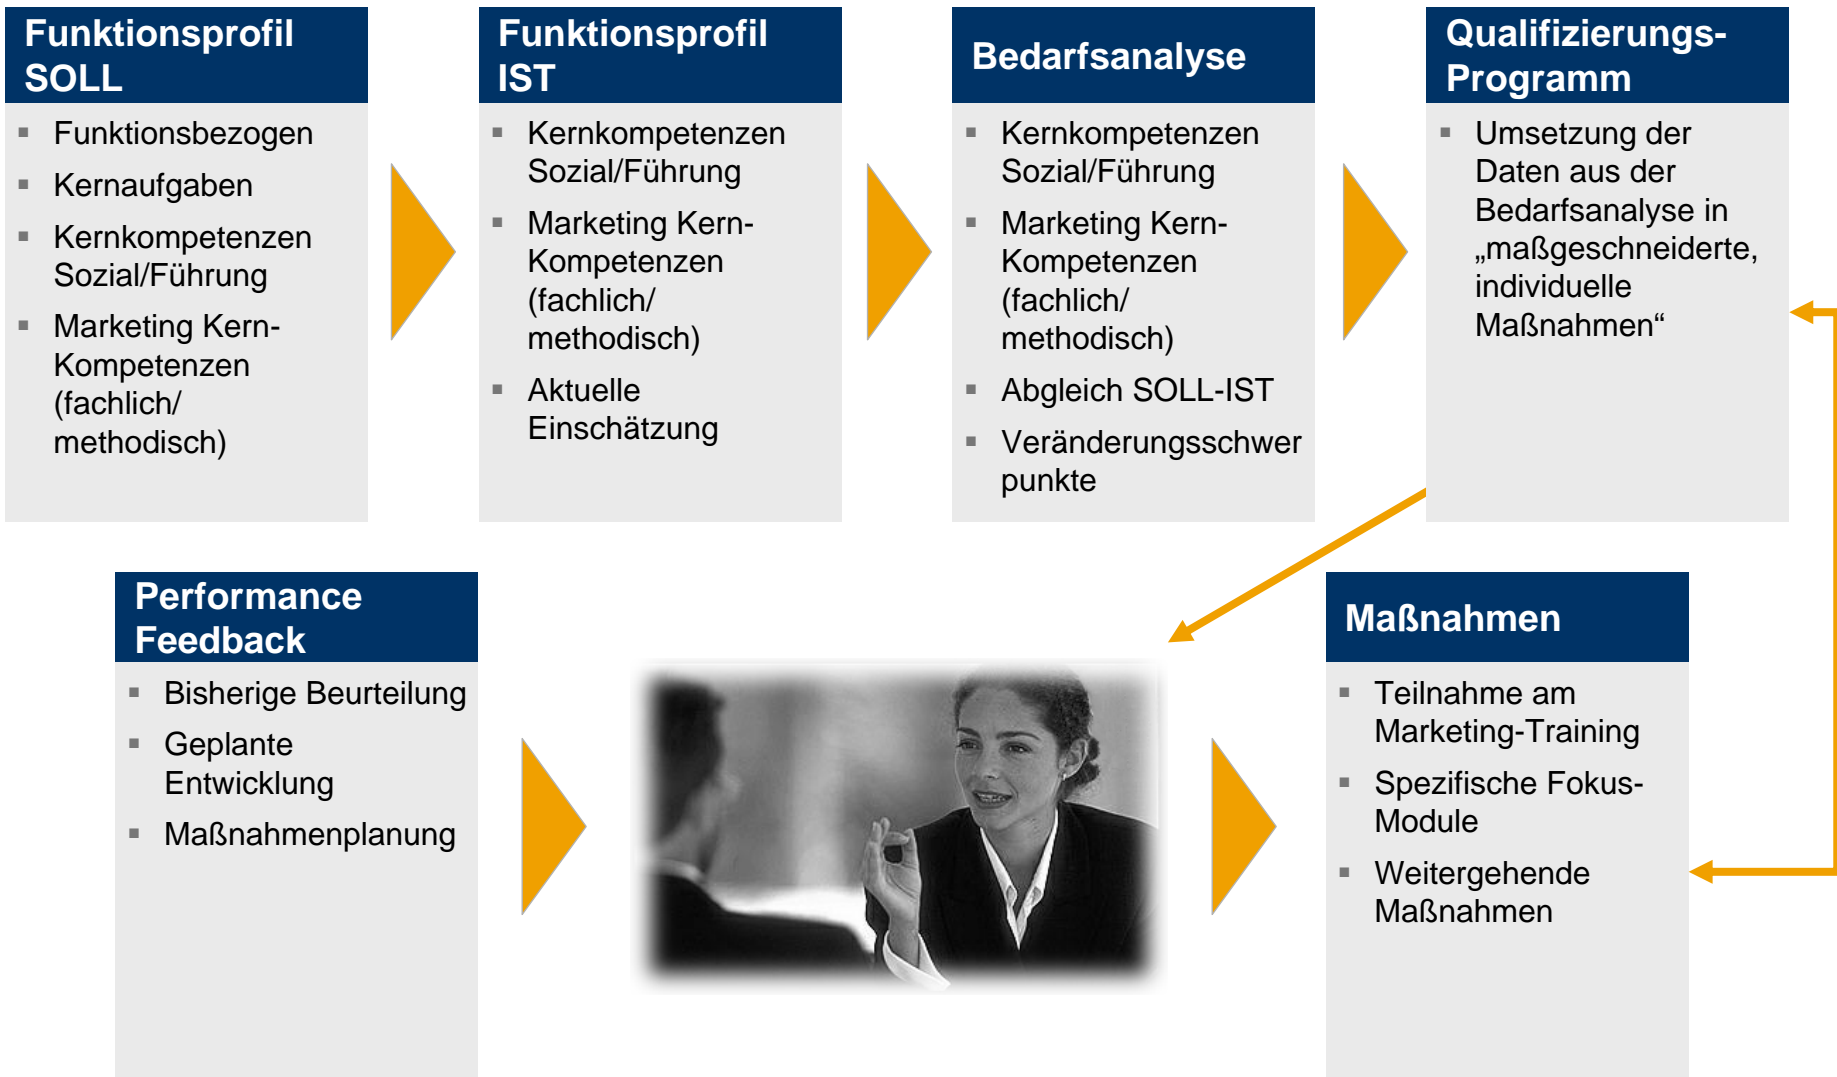 Funktionsprofil
SOLL
Funktionsbezogen
Kernaufgaben
Kernkompetenzen
Sozial/Führung
Marketing Kern-
Kompetenzen
(fachlich/
methodisch)
Funktionsprofil
IST
Kernkompetenzen
Sozial/Führung
Marketing Kern-
Kompetenzen
(fachlich/
methodisch)
Aktuelle
Einschätzung
Bedarfsanalyse
Kernkompetenzen
Sozial/Führung
Marketing Kern-
Kompetenzen
(fachlich/
methodisch)
Abgleich SOLL-IST
Veränderungsschwer
punkte
Qualifizierungs-
Programm
Umsetzung der
Daten aus der
Bedarfsanalyse in
„maßgeschneiderte,
individuelle
Maßnahmen“
Performance
Feedback
Bisherige Beurteilung
Geplante
Entwicklung
Maßnahmenplanung
Maßnahmen
Teilnahme am
Marketing-Training
Spezifische Fokus-
Module
Weitergehende
Maßnahmen